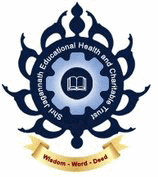 Shri Jagannath Educational Health and Charitable Trust
Wisdom - Word - Deed